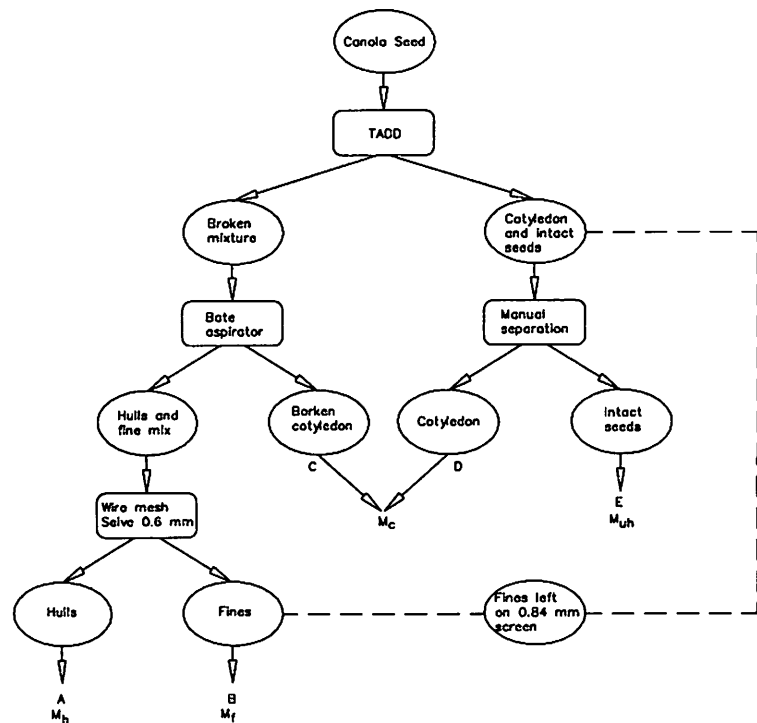 Canola Seed
TADD
Broken
mixture
Cotyledon
and intact
seeds
Bate
aspirator
Manual
separation
Hulls and
fine mix
Borken
cotyledon
Cotyledon
Intact
seeds
C
D
E
Muh
Mc
Wire mesh
Seive 0.6 mm
Hulls
Fines
Fines left
on 0.84 mm
screen
A
Mh
B
Mf